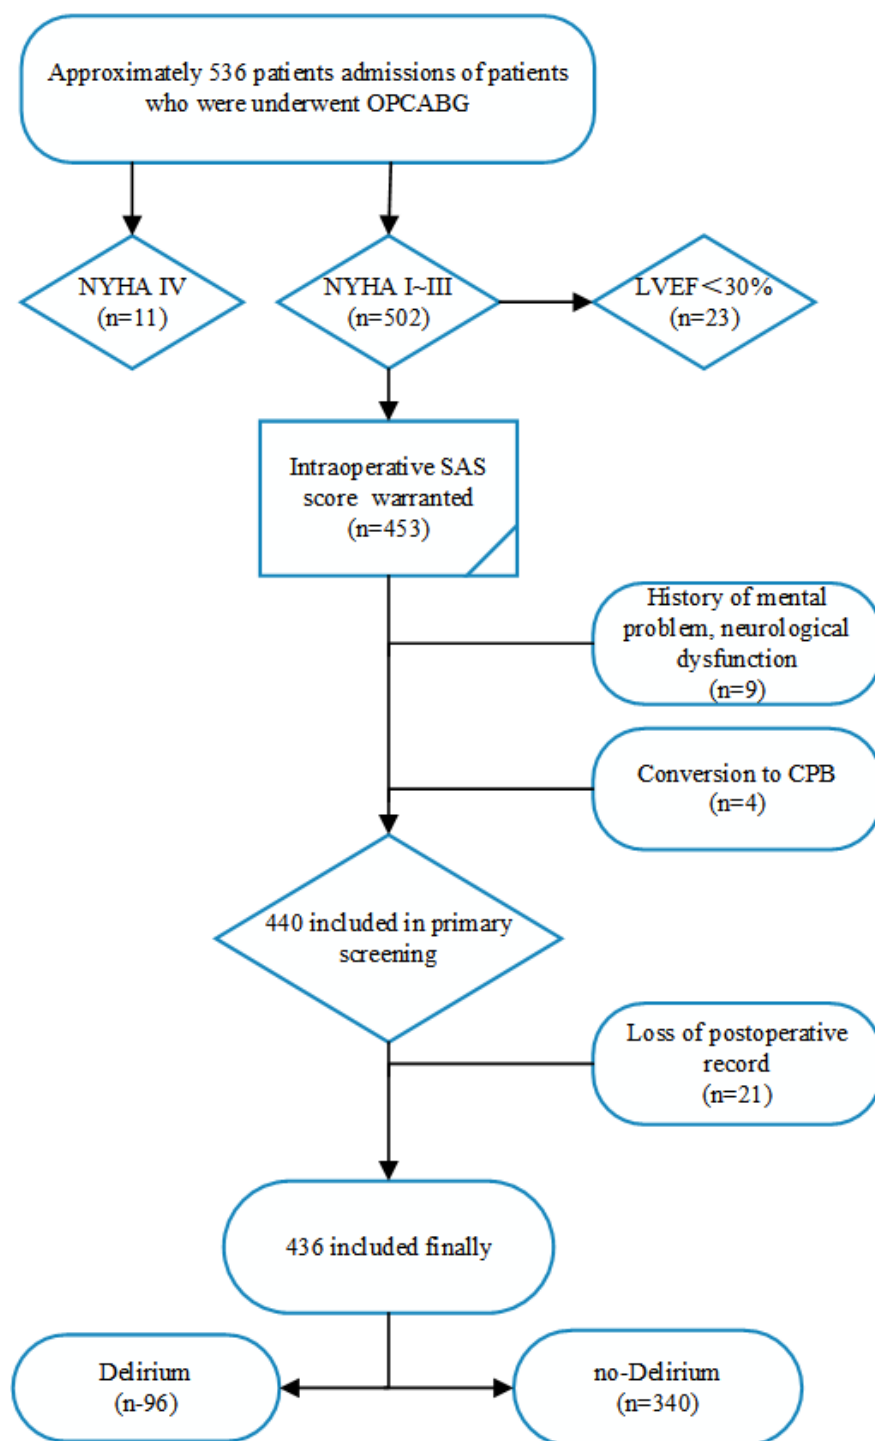 Approximately 536 patients admissions of patients
who were underwent OPCABG
NYHA IV
(n=11)
NYHA I~III
(n=502)
LVEF＜30%
(n=23)
Intraoperative SAS
score warranted
(n=453)
History of mental
problem, neurological
dysfunction
(n=9)
Conversion to CPB
(n=4)
440 included in primary
screening
Loss of postoperative
record
(n=21)
436 included finally
Delirium
(n-96)
no-Delirium
(n=340)